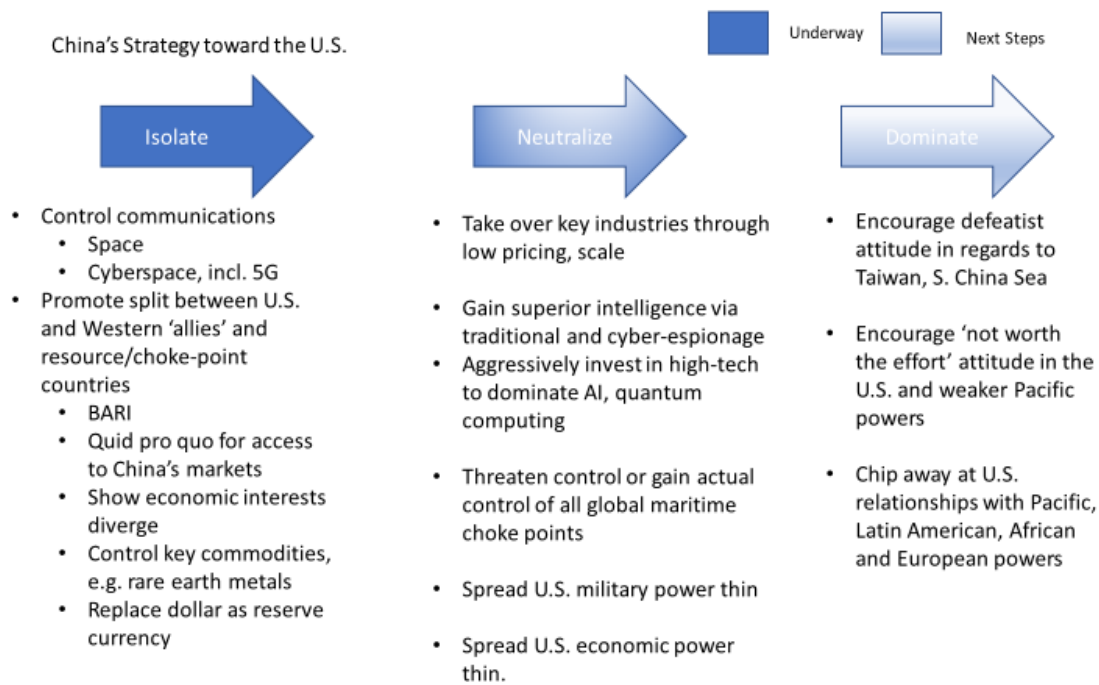 China's Strategy toward the U.S.
Underway
Next Steps
Isolate
Neutralize
Dominate
• Control communications
• Space
• Cyberspace, incl. 5G
• Promote split between U.S.
and Western 'allies' and
resource/choke-point
countries
• BARI
• Quid pro quo for access
to China's markets
• Show economic interests
diverge
• Control key commodities,
e.g. rare earth metals
• Replace dollar as reserve
currency
• Take over key industries through
low pricing, scale
• Gain superior intelligence via
traditional and cyber-espionage
• Aggressively invest in high-tech
to dominate AI, quantum
computing
• Threaten control or gain actual
control of all global maritime
choke points
• Spread U.S. military power thin
• Spread U.S. economic power
thin.
• Encourage defeatist
attitude in regards to
Taiwan, S. China Sea
• Encourage 'not worth
the effort' attitude in the
U.S. and weaker Pacific
powers
• Chip away at U.S.
relationships with Pacific,
Latin American, African
and European powers